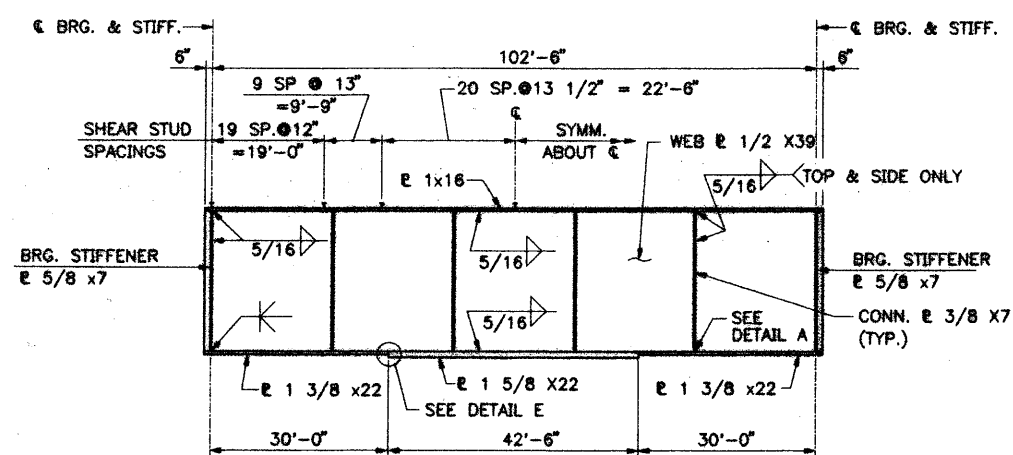 ℄ BRG. & STIFF.
℄ BRG. & STIFF.
6"
102'-6"
6"
9 SP @ 13"
=9'-9"
20 SP.@13 1/2" = 22'-6"
℄
SHEAR STUD
SPACINGS
19 SP.@12"
=19'-0"
SYMM.
ABOUT ℄
WEB ⅊ 1/2 X39
⅊ 1x16
5/16
TOP & SIDE ONLY
5/16
5/16
BRG. STIFFENER
⅊ 5/8 x7
BRG. STIFFENER
⅊ 5/8 x7
5/16
SEE
DETAIL A
CONN. ⅊ 3/8 X7
(TYP.)
⅊ 1 3/8 x22
⅊ 1 5/8 X22
⅊ 1 3/8 x22
SEE DETAIL E
30'-0"
42'-6"
30'-0"